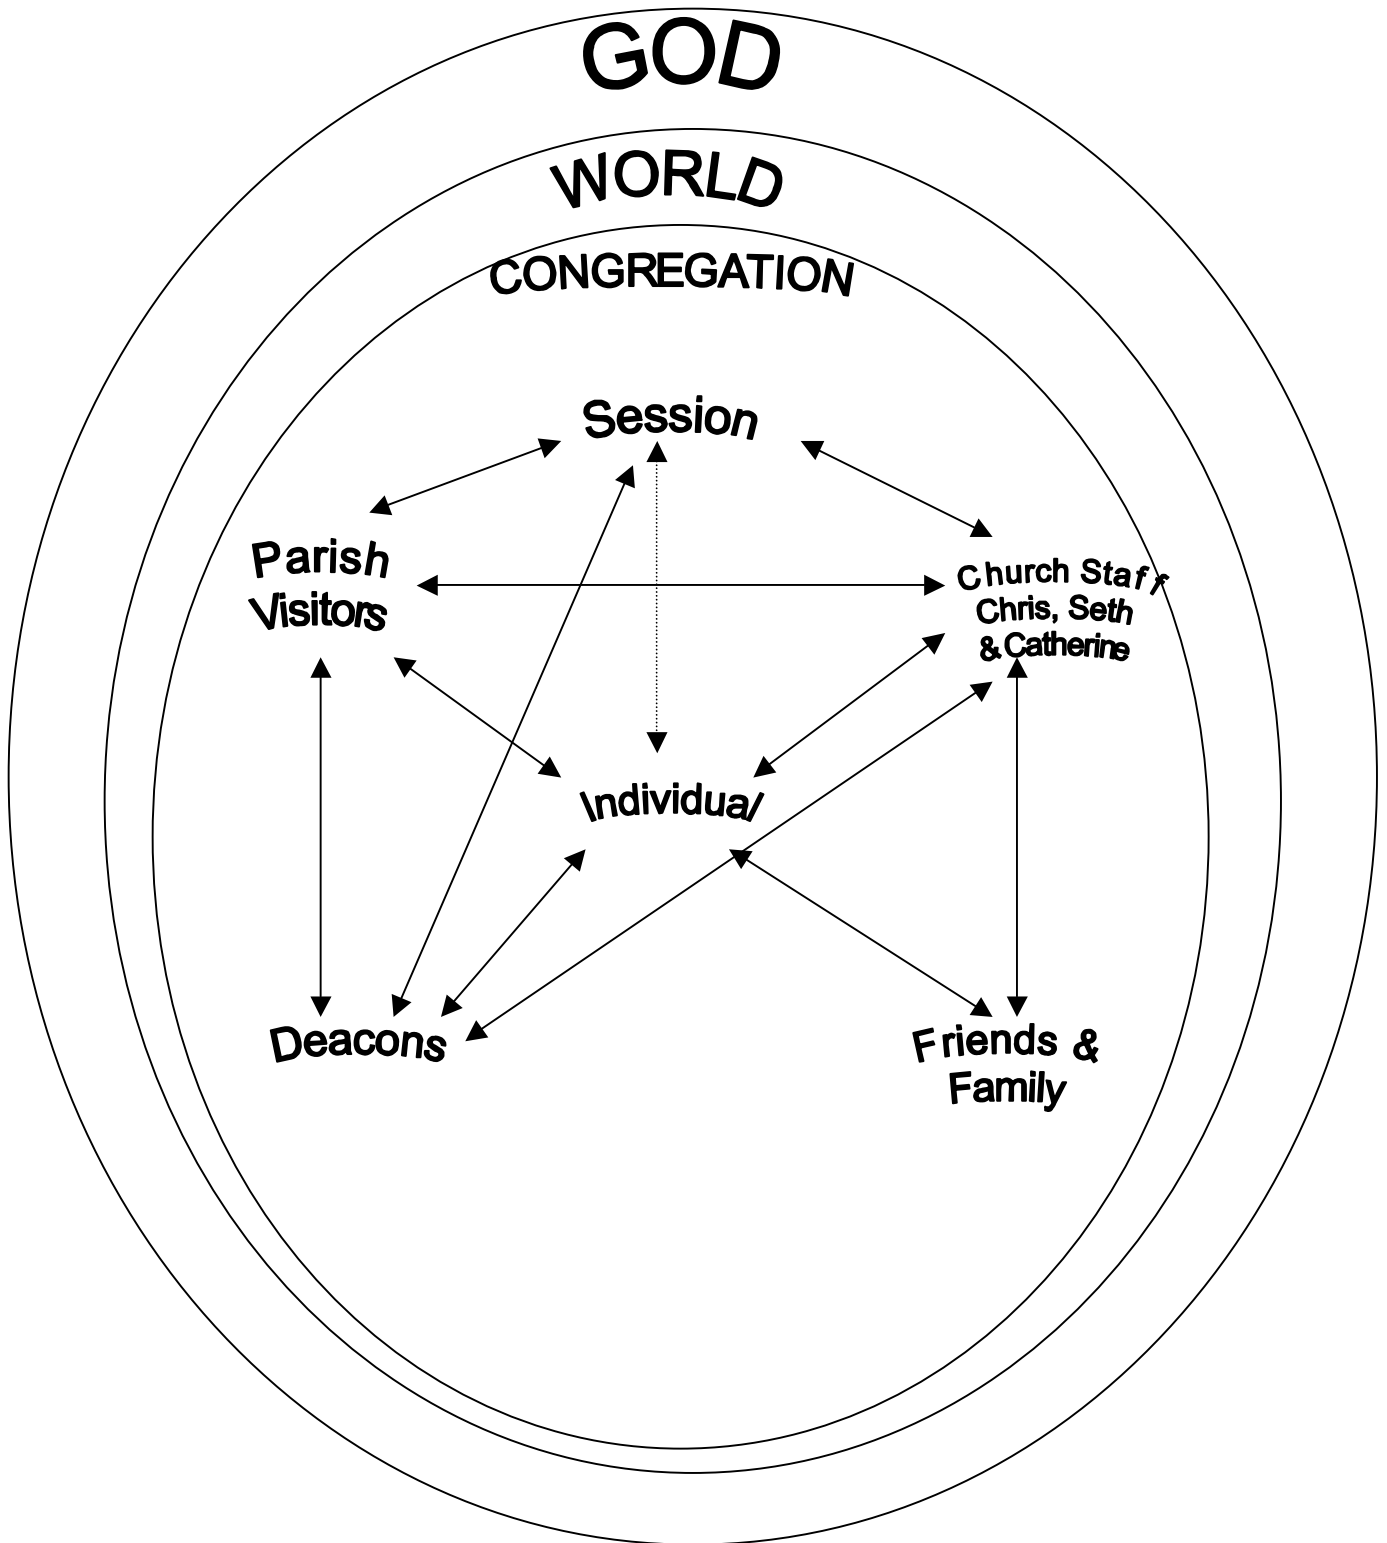 GOD
WORLD
CONGREGATION
Session
Parish
Visitors
Church Staff
Chris, Seth
& Catherine
Individual
Deacons
Friends &
Family